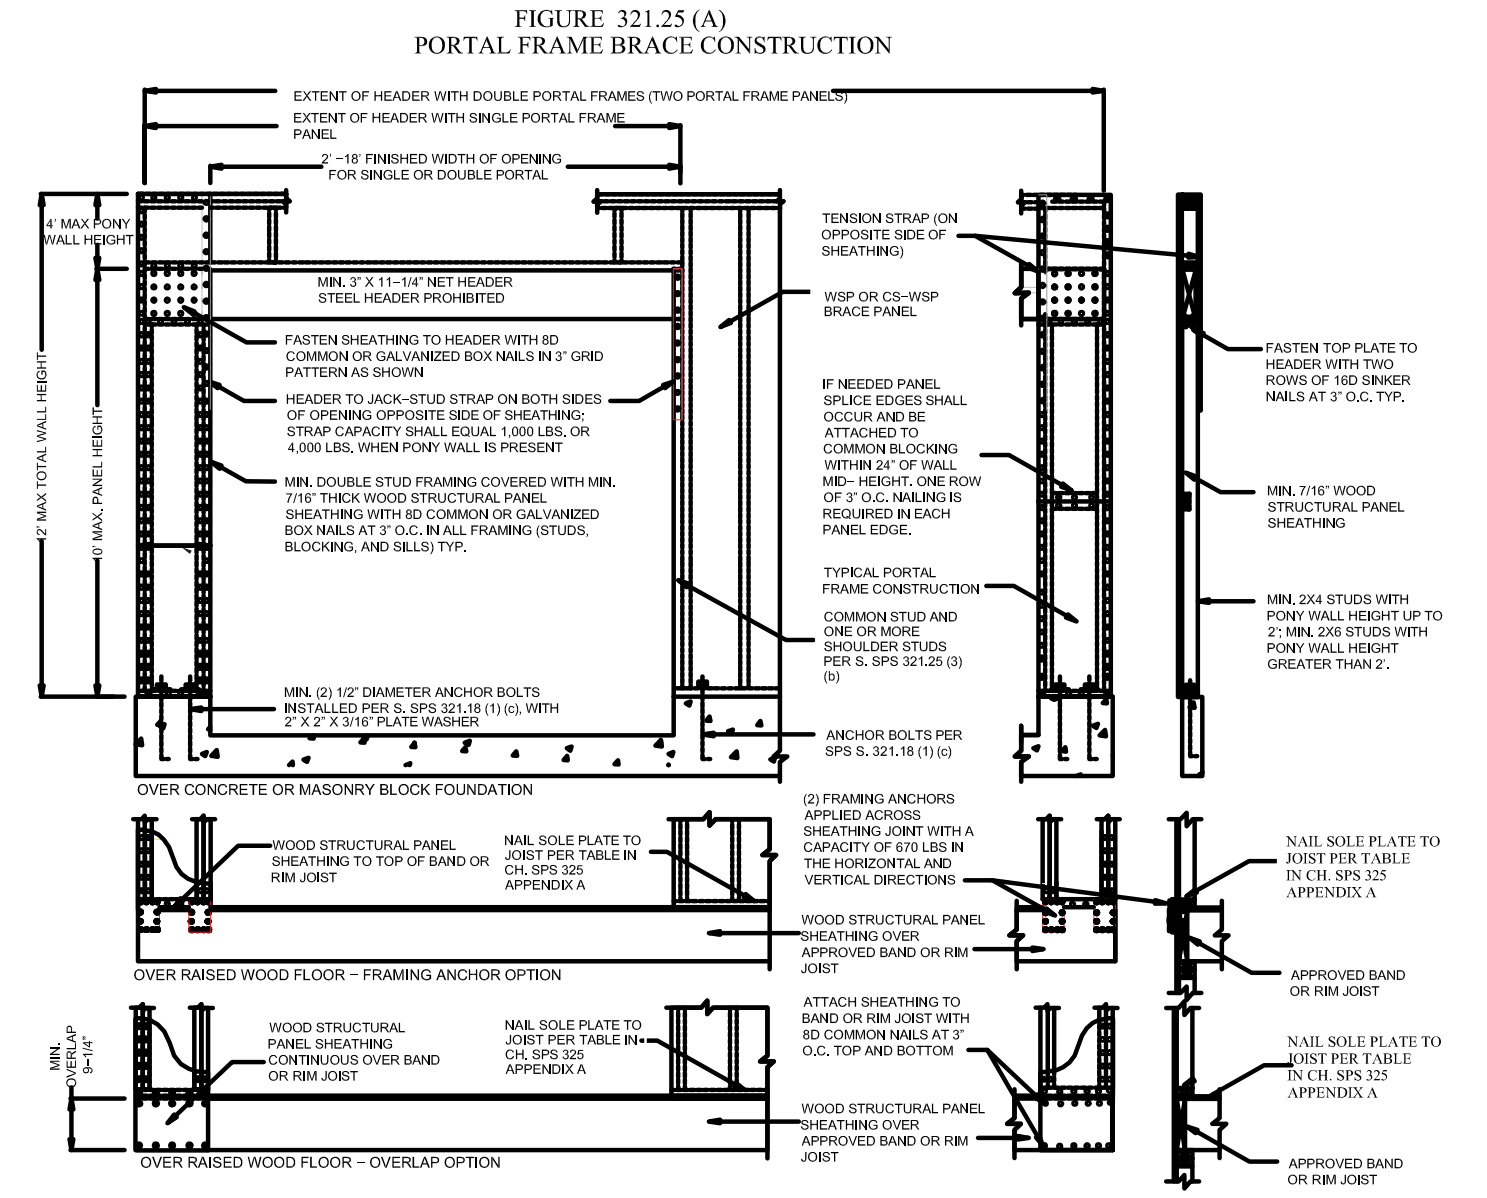 FIGURE 321.25 (A)
PORTAL FRAME BRACE CONSTRUCTION
EXTENT OF HEADER WITH DOUBLE PORTAL FRAMES (TWO PORTAL FRAME PANELS)
EXTENT OF HEADER WITH SINGLE PORTAL FRAME
PANEL
2' –18' FINISHED WIDTH OF OPENING
FOR SINGLE OR DOUBLE PORTAL
4' MAX PONY
WALL HEIGHT
2' MAX TOTAL WALL HEIGHT
10' MAX. PANEL HEIGHT
MIN. 3" X 11–1/4" NET HEADER
STEEL HEADER PROHIBITED
FASTEN SHEATHING TO HEADER WITH 8D
COMMON OR GALVANIZED BOX NAILS IN 3" GRID
PATTERN AS SHOWN
HEADER TO JACK–STUD STRAP ON BOTH SIDES
OF OPENING OPPOSITE SIDE OF SHEATHING;
STRAP CAPACITY SHALL EQUAL 1,000 LBS. OR
4,000 LBS. WHEN PONY WALL IS PRESENT
MIN. DOUBLE STUD FRAMING COVERED WITH MIN.
7/16" THICK WOOD STRUCTURAL PANEL
SHEATHING WITH 8D COMMON OR GALVANIZED
BOX NAILS AT 3" O.C. IN ALL FRAMING (STUDS,
BLOCKING, AND SILLS) TYP.
MIN. (2) 1/2" DIAMETER ANCHOR BOLTS
INSTALLED PER S. SPS 321.18 (1) (c), WITH
2" X 2" X 3/16" PLATE WASHER
OVER CONCRETE OR MASONRY BLOCK FOUNDATION
TENSION STRAP (ON
OPPOSITE SIDE OF
SHEATHING)
WSP OR CS–WSP
BRACE PANEL
IF NEEDED PANEL
SPLICE EDGES SHALL
OCCUR AND BE
ATTACHED TO
COMMON BLOCKING
WITHIN 24" OF WALL
MID– HEIGHT. ONE ROW
OF 3" O.C. NAILING IS
REQUIRED IN EACH
PANEL EDGE.
TYPICAL PORTAL
FRAME CONSTRUCTION
COMMON STUD AND
ONE OR MORE
SHOULDER STUDS
PER S. SPS 321.25 (3)
(b)
ANCHOR BOLTS PER
SPS S. 321.18 (1) (c)
FASTEN TOP PLATE TO
HEADER WITH TWO
ROWS OF 16D SINKER
NAILS AT 3" O.C. TYP.
MIN. 7/16" WOOD
STRUCTURAL PANEL
SHEATHING
MIN. 2X4 STUDS WITH
PONY WALL HEIGHT UP TO
2'; MIN. 2X6 STUDS WITH
PONY WALL HEIGHT
GREATER THAN 2'.
WOOD STRUCTURAL PANEL
SHEATHING TO TOP OF BAND OR
RIM JOIST
NAIL SOLE PLATE TO
JOIST PER TABLE IN
CH. SPS 325
APPENDIX A
(2) FRAMING ANCHORS
APPLIED ACROSS
SHEATHING JOINT WITH A
CAPACITY OF 670 LBS IN
THE HORIZONTAL AND
VERTICAL DIRECTIONS
WOOD STRUCTURAL PANEL
SHEATHING OVER
APPROVED BAND OR RIM
JOIST
NAIL SOLE PLATE TO
JOIST PER TABLE
IN CH. SPS 325
APPENDIX A
APPROVED BAND
OR RIM JOIST
OVER RAISED WOOD FLOOR – FRAMING ANCHOR OPTION
MIN.
OVERLAP
9–1/4"
WOOD STRUCTURAL
PANEL SHEATHING
CONTINUOUS OVER BAND
OR RIM JOIST
NAIL SOLE PLATE TO
JOIST PER TABLE IN
CH. SPS 325
APPENDIX A
ATTACH SHEATHING TO
BAND OR RIM JOIST WITH
8D COMMON NAILS AT 3"
O.C. TOP AND BOTTOM
WOOD STRUCTURAL PANEL
SHEATHING OVER
APPROVED BAND OR RIM
JOIST
NAIL SOLE PLATE TO
JOIST PER TABLE
IN CH. SPS 325
APPENDIX A
APPROVED BAND
OR RIM JOIST
OVER RAISED WOOD FLOOR – OVERLAP OPTION